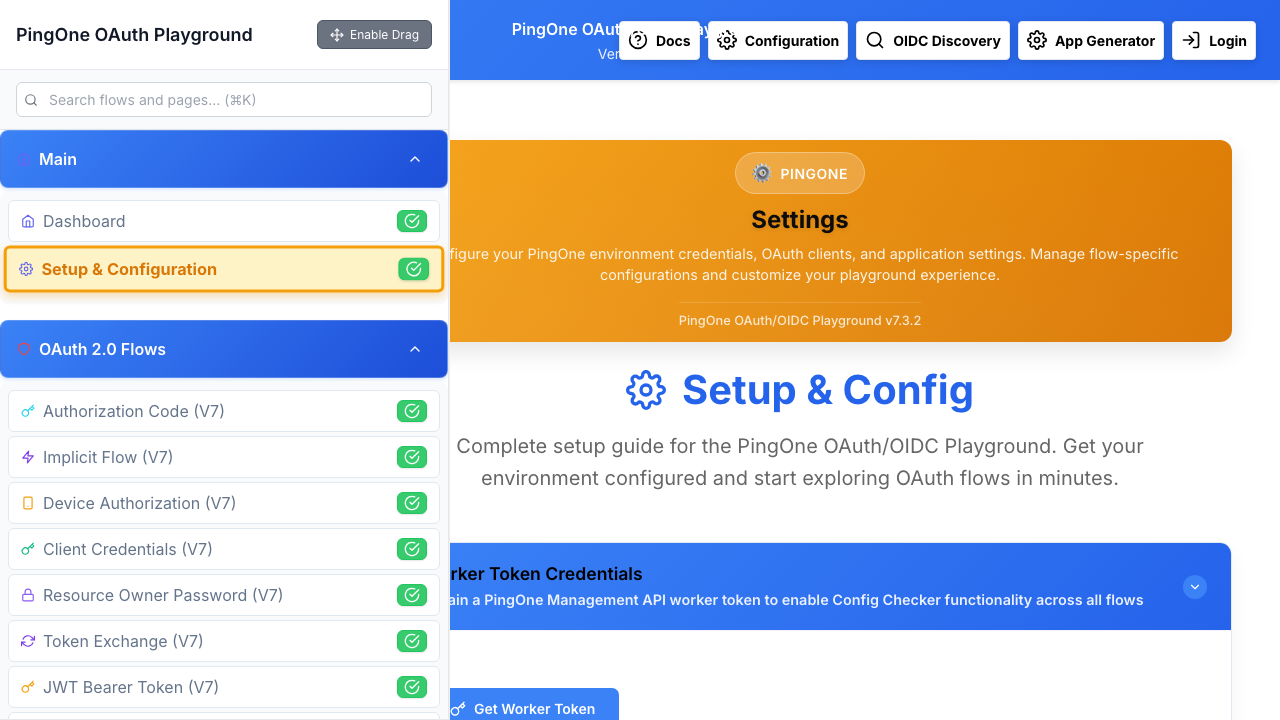 PingOne OAuth Playground
Enable Drag
Search flows and pages... (⌘K)
Main
Dashboard
Setup & Configuration
OAuth 2.0 Flows
Authorization Code (V7)
Implicit Flow (V7)
Device Authorization (V7)
Client Credentials (V7)
Resource Owner Password (V7)
Token Exchange (V7)
JWT Bearer Token (V7)
PingOne OAu
Ver
Docs
Configuration
OIDC Discovery
App Generator
Login
PINGONE
Settings
figure your PingOne environment credentials, OAuth clients, and application settings. Manage flow-specific
configurations and customize your playground experience.
PingOne OAuth/OIDC Playground v7.3.2
Setup & Config
Complete setup guide for the PingOne OAuth/OIDC Playground. Get your
environment configured and start exploring OAuth flows in minutes.
rker Token Credentials
ain a PingOne Management API worker token to enable Config Checker functionality across all flows
Get Worker Token